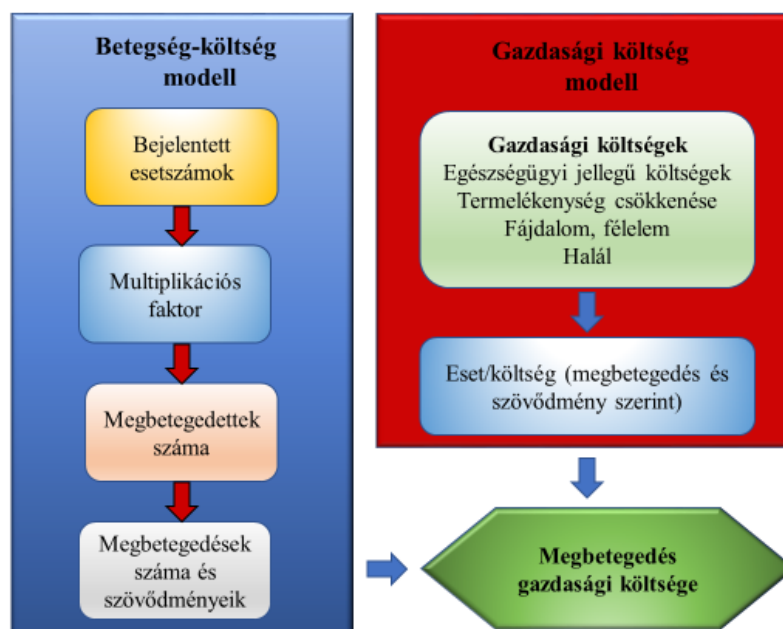 Betegség-költség
modell
Bejelentett
esetszámok
Multiplikációs
faktor
Megbetegedettek
száma
Megbetegedések
száma és
szövődményeik
Gazdasági költség
modell
Gazdasági költségek
Egészségügyi jellegű költségek
Termelékenység csökkenése
Fájdalom, félelem
Halál
Eset/költség (megbetegedés és
szövődmény szerint)
Megbetegedés
gazdasági költsége